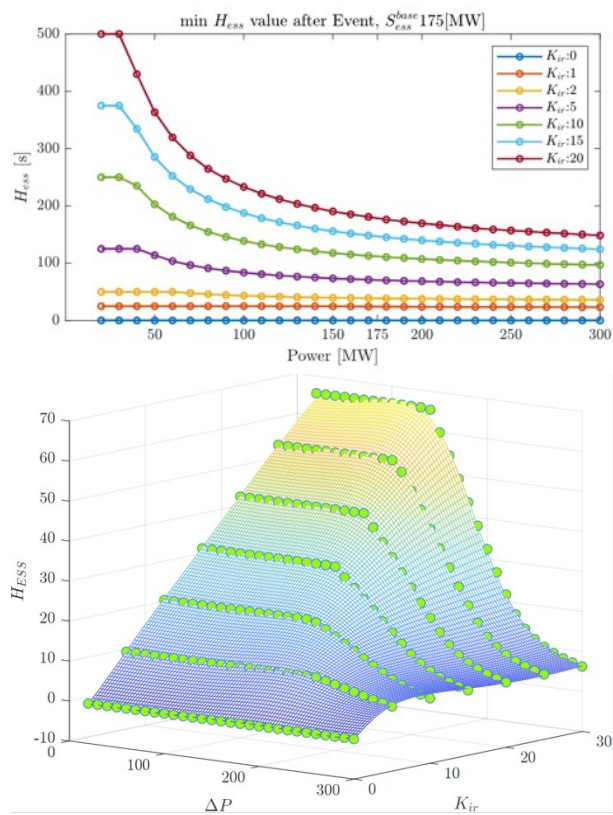 min H_ess value after Event, S_ess^base 175[MW]
500
400
300
200
100
0
H_ess [s]
K_ir:0
K_ir:1
K_ir:2
K_ir:5
K_ir:10
K_ir:15
K_ir:20
50 100 150 175 200 250 300
Power [MW]
70
60
50
40
30
20
10
0
-10
H_ESS
0 100 200 300
ΔP
0 10 20 30
K_ir